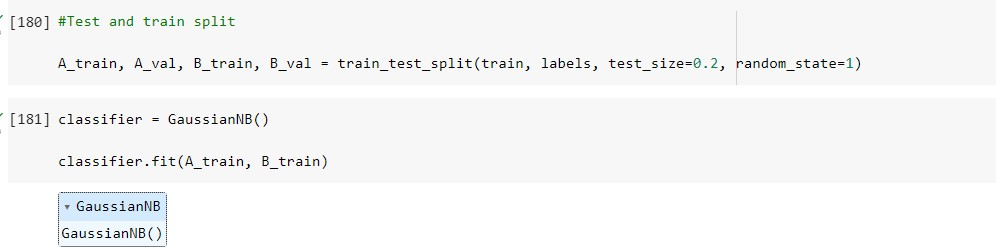 [180] #Test and train split
A_train, A_val, B_train, B_val = train_test_split(train, labels, test_size=0.2, random_state=1)
[181] classifier = GaussianNB()
classifier.fit(A_train, B_train)
▾ GaussianNB
GaussianNB()